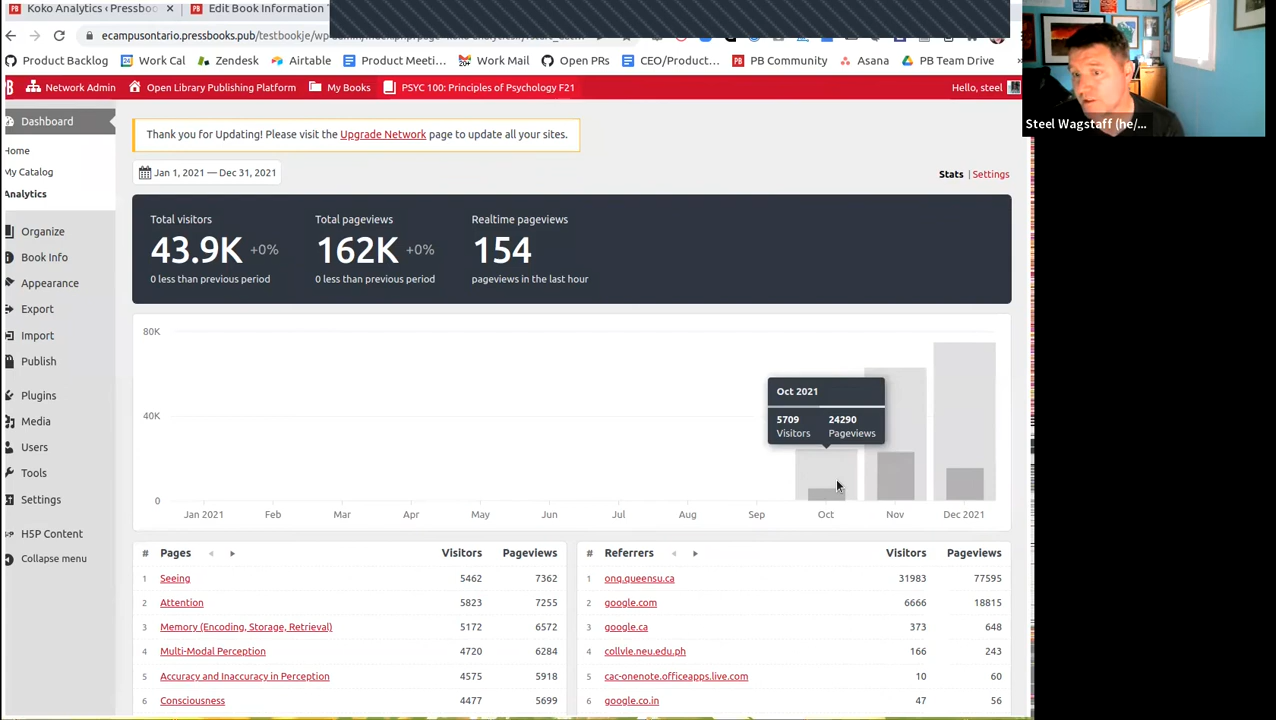 Koko Analytics ‹ Pressboo
Edit Book Information
ecampusontario.pressbooks.pub/testbookje/wp
Product Backlog
Work Cal
Zendesk
Airtable
Product Meeti...
Work Mail
Open PRs
CEO/Product...
Asana
PB Community
PB Team Drive
Network Admin
Open Library Publishing Platform
My Books
PSYC 100: Principles of Psychology F21
Hello, steel
Steel Wagstaff (he/...
Dashboard
Home
My Catalog
Analytics
Organize
Book Info
Appearance
Export
Import
Publish
Plugins
Media
Users
Tools
Settings
H5P Content
Collapse menu
Thank you for Updating! Please visit the Upgrade Network page to update all your sites.
Jan 1, 2021 — Dec 31, 2021
Stats | Settings
Total visitors
43.9K +0%
0 less than previous period
Total pageviews
162K +0%
0 less than previous period
Realtime pageviews
154
pageviews in the last hour
80K
40K
0
Oct 2021
5709 24290
Visitors Pageviews
Jan 2021 Feb Mar Apr May Jun Jul Aug Sep Oct Nov Dec 2021
# Pages Visitors Pageviews
1 Seeing 5462 7362
2 Attention 5823 7255
3 Memory (Encoding, Storage, Retrieval) 5172 6572
4 Multi-Modal Perception 4720 6284
5 Accuracy and Inaccuracy in Perception 4575 5918
6 Consciousness 4477 5699
# Referrers Visitors Pageviews
1 onq.queensu.ca 31983 77595
2 google.com 6666 18815
3 google.ca 373 648
4 collvle.neu.edu.ph 166 243
5 cac-onenote.officeapps.live.com 10 60
6 google.co.in 47 56